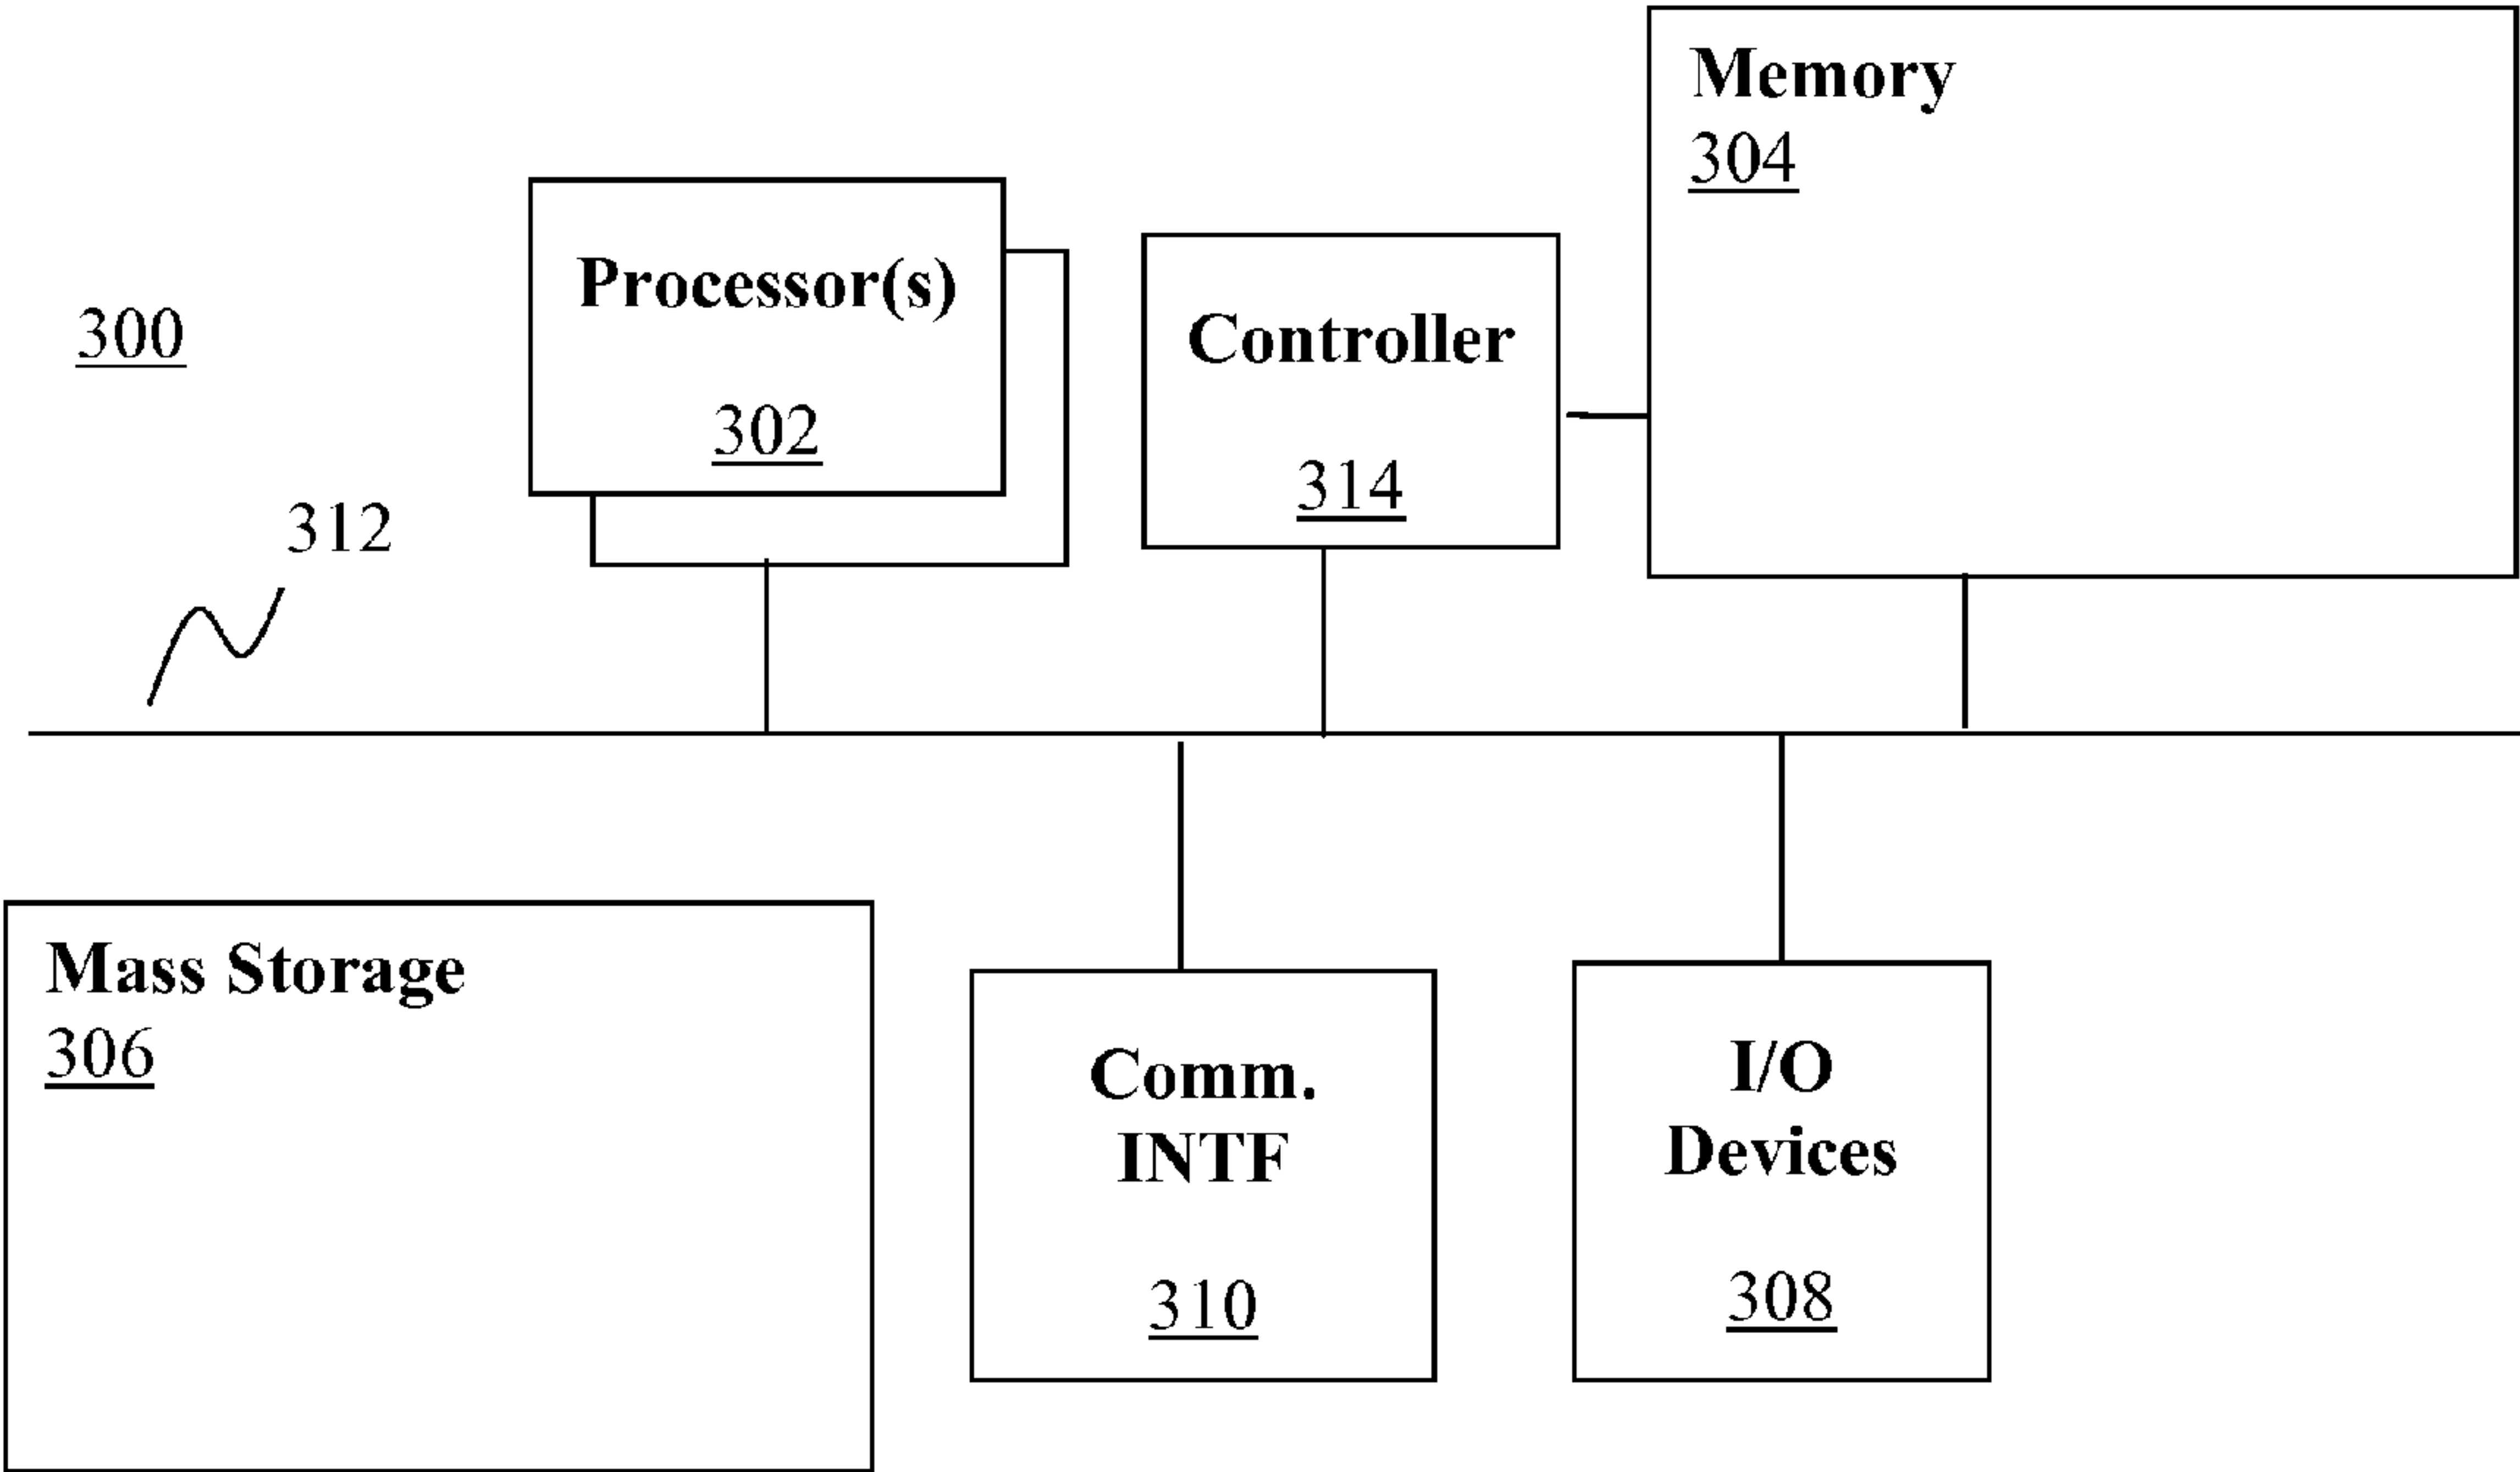 Memory
304
Processor(s)
302
Controller
314
300
312
Mass Storage
306
Comm.
INTF
310
I/O
Devices
308